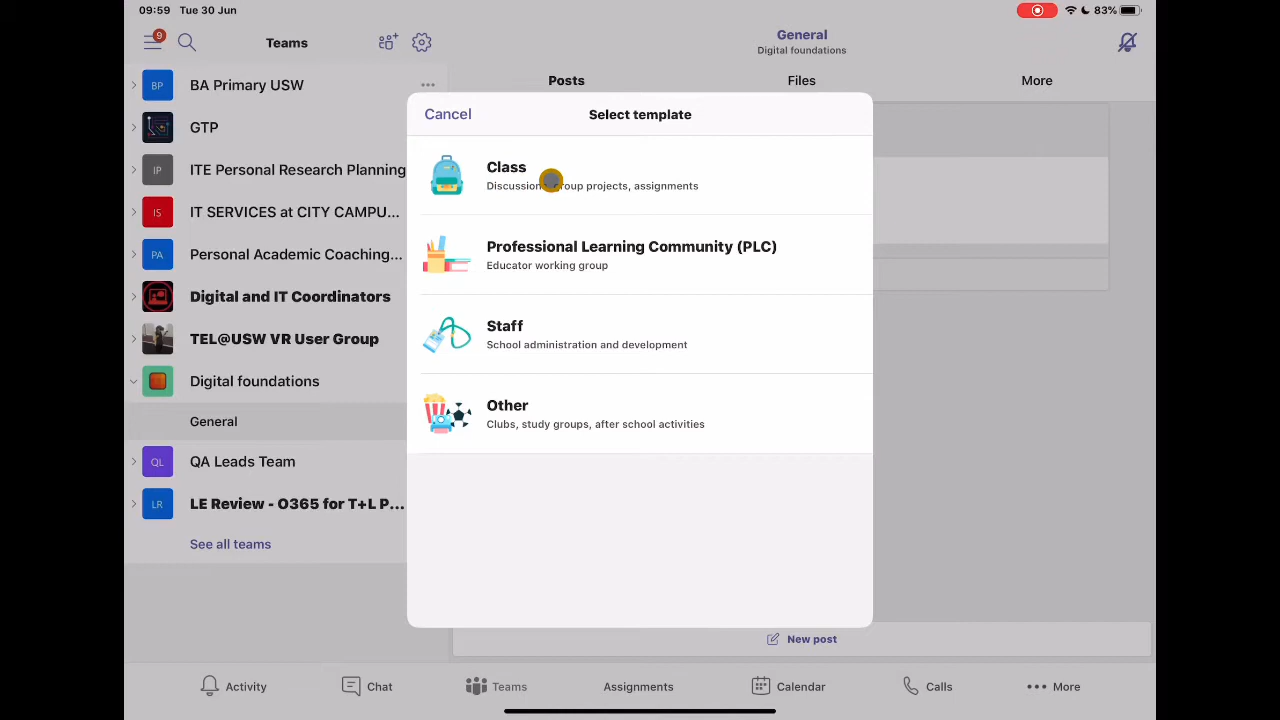 09:59 Tue 30 Jun
83%
9
Teams
General
Digital foundations
Posts
Files
More
BP
BA Primary USW
GTP
IP
ITE Personal Research Planning
IS
IT SERVICES at CITY CAMPU...
PA
Personal Academic Coaching...
Digital and IT Coordinators
TEL@USW VR User Group
Digital foundations
General
QL
QA Leads Team
LR
LE Review - O365 for T+L P...
See all teams
Cancel
Select template
Class
Discussions, group projects, assignments
Professional Learning Community (PLC)
Educator working group
Staff
School administration and development
Other
Clubs, study groups, after school activities
New post
Activity
Chat
Teams
Assignments
Calendar
Calls
More